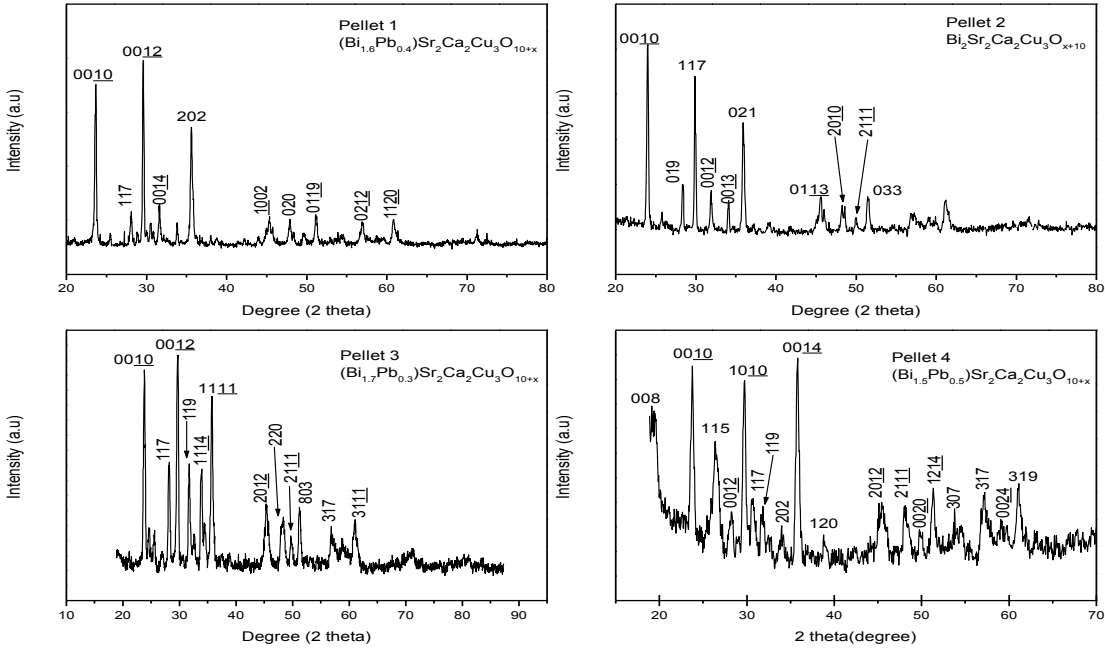 Pellet 1
(Bi1.6Pb0.4)Sr2Ca2Cu3O10+x
0010
0012
202
117
0014
1002
020
0119
0212
1120
Intensity (a.u)
20 30 40 50 60 70 80
Degree (2 theta)
Pellet 2
Bi2Sr2Ca2Cu3Ox+10
0010
117
021
019
0012
0013
0113
2010
2111
033
Intensity (a.u)
20 30 40 50 60 70 80
Degree (2 theta)
Pellet 3
(Bi1.7Pb0.3)Sr2Ca2Cu3O10+x
0010
0012
1111
117
119
1114
2012
220
2111
803
317
3111
Intensity (a.u)
10 20 30 40 50 60 70 80 90
Degree (2 theta)
Pellet 4
(Bi1.5Pb0.5)Sr2Ca2Cu3O10+x
008
0010
115
0012
1010
117
119
202
0014
120
2012
2111
0020
1214
307
317
0024
319
Intensity (a.u)
20 30 40 50 60 70
2 theta(degree)